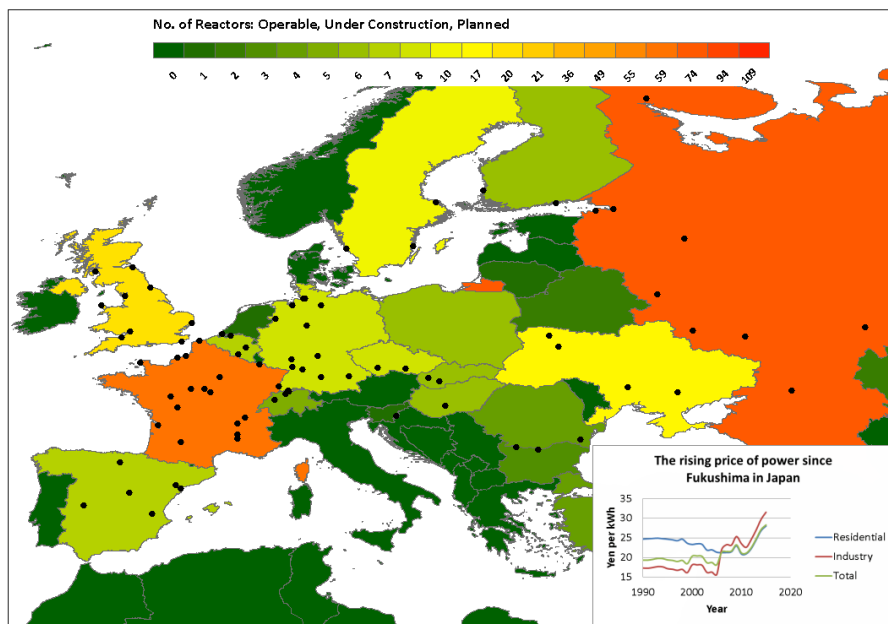 No. of Reactors: Operable, Under Construction, Planned
0 1 2 3 4 5 6 7 8 10 17 20 21 36 49 55 59 74 94 109
The rising price of power since
Fukushima in Japan
35
30
25
20
15
Yen per kWh
1990 2000 2010 2020
Year
Residential
Industry
Total